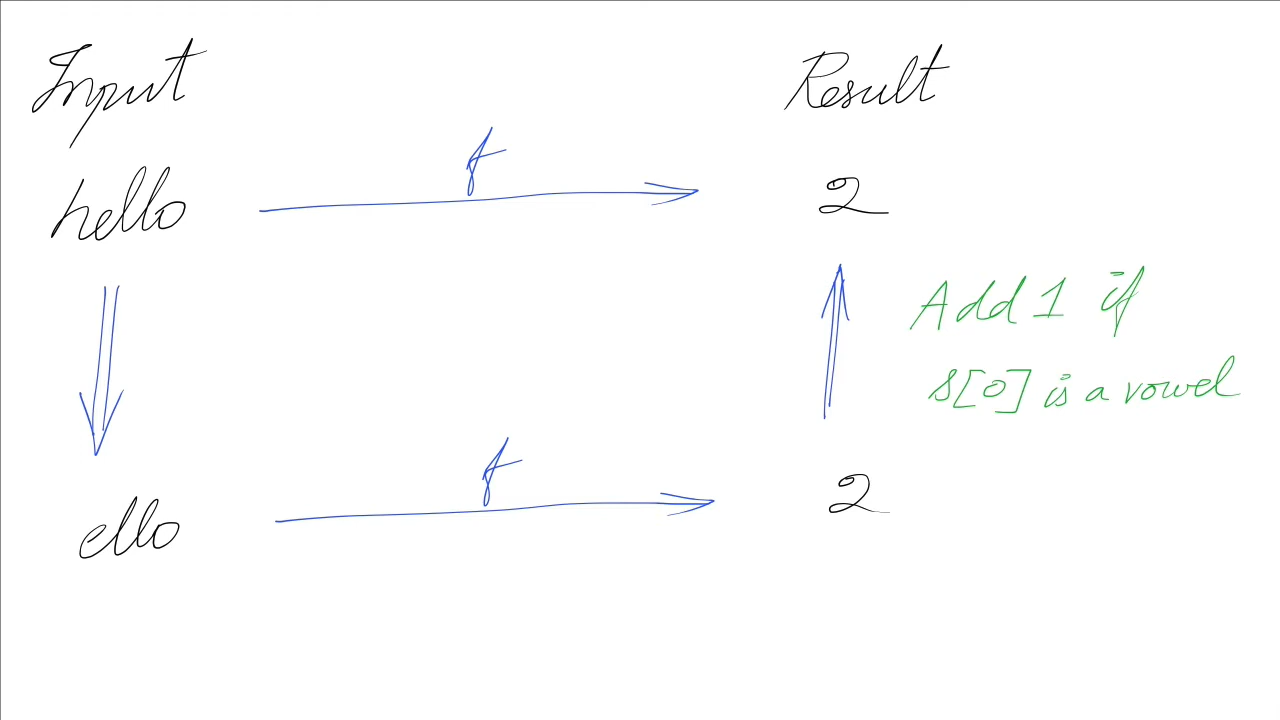 Input
Result
f
hello
2
Add 1 if
s[0] is a vowel
f
ello
2